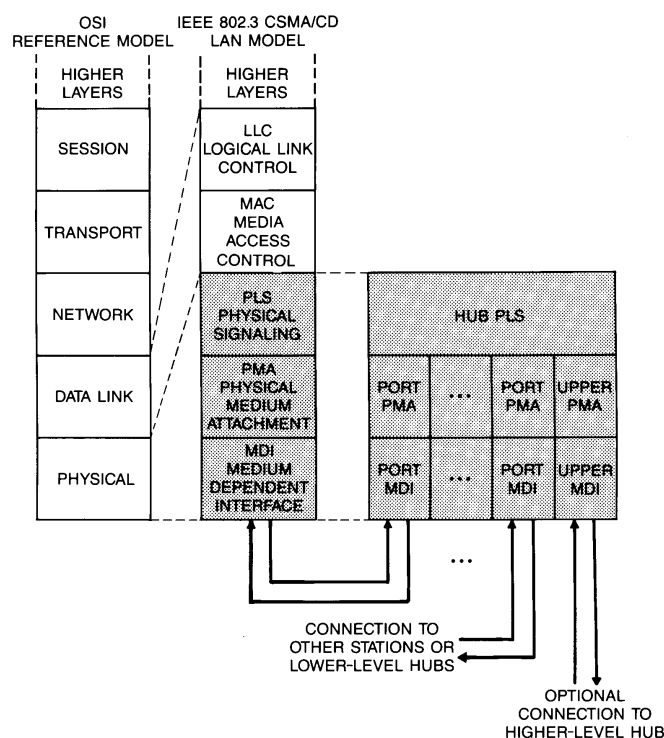 OSI
REFERENCE MODEL
IEEE 802.3 CSMA/CD
LAN MODEL
HIGHER
LAYERS
SESSION
TRANSPORT
NETWORK
DATA LINK
PHYSICAL
HIGHER
LAYERS
LLC
LOGICAL LINK
CONTROL
MAC
MEDIA
ACCESS
CONTROL
PLS
PHYSICAL
SIGNALING
PMA
PHYSICAL
MEDIUM
ATTACHMENT
MDI
MEDIUM
DEPENDENT
INTERFACE
HUB PLS
PORT
PMA
...
PORT
PMA
UPPER
PMA
PORT
MDI
...
PORT
MDI
UPPER
MDI
...
CONNECTION TO
OTHER STATIONS OR
LOWER-LEVEL HUBS
OPTIONAL
CONNECTION TO
HIGHER-LEVEL HUB